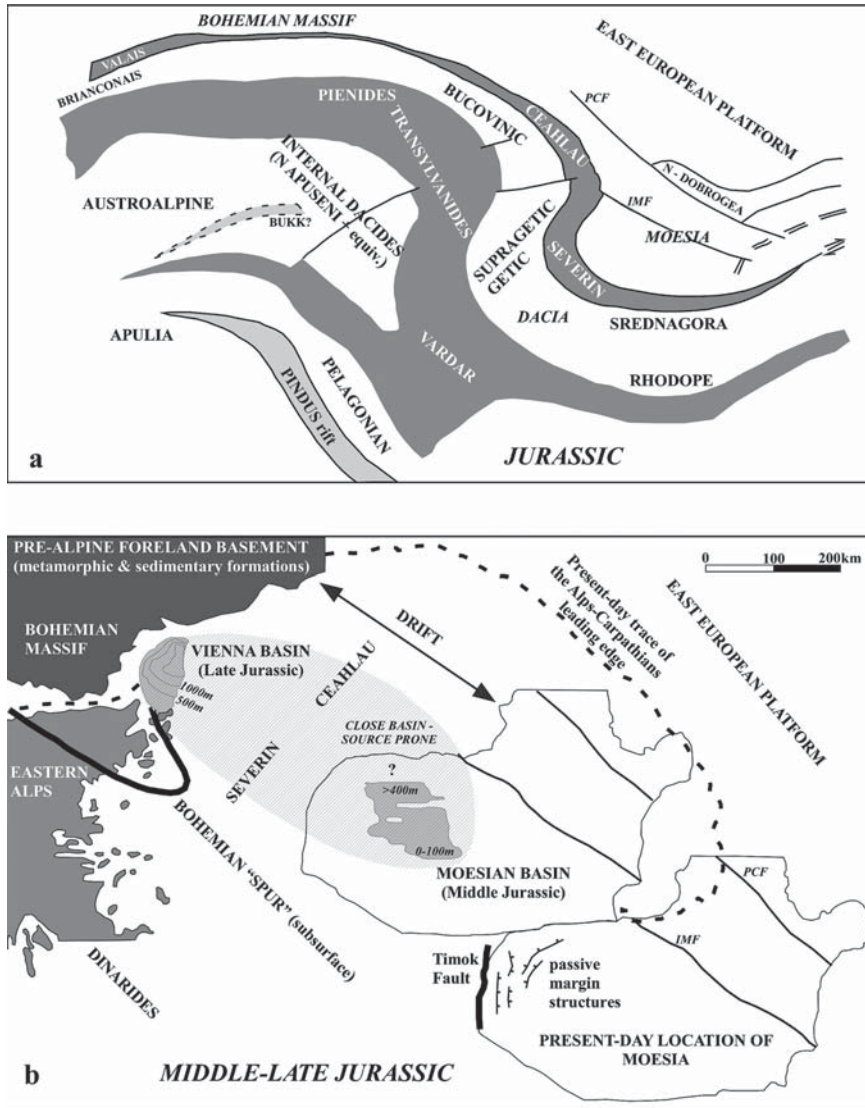 BOHEMIAN MASSIF
VALAIS
BRIANCONAIS
PIENIDES
BUCOVINIC
CEAHLAU
EAST EUROPEAN PLATFORM
PCF
TRANSYLVANIDES
INTERNAL DACIDES
(N APUSENI + equiv.)
N - DOBROGEA
AUSTROALPINE
BUKK?
IMF
MOESIA
SUPRAGETIC
GETIC
SEVERIN
DACIA
SREDNAGORA
APULIA
VARDAR
RHODOPE
PELAGONIAN
PINDUS rift
a
JURASSIC
PRE-ALPINE FORELAND BASEMENT
(metamorphic & sedimentary formations)
0 100 200km
Present-day trace of
the Alps-Carpathians
leading edge
EAST EUROPEAN PLATFORM
BOHEMIAN
MASSIF
DRIFT
VIENNA BASIN
(Late Jurassic)
1000m
500m
CEAHLAU
SEVERIN
CLOSE BASIN -
SOURCE PRONE
?
>400m
0-100m
EASTERN
ALPS
BOHEMIAN "SPUR" (subsurface)
MOESIAN BASIN
(Middle Jurassic)
PCF
IMF
DINARIDES
Timok
Fault
passive
margin
structures
PRESENT-DAY LOCATION OF
MOESIA
b
MIDDLE-LATE JURASSIC